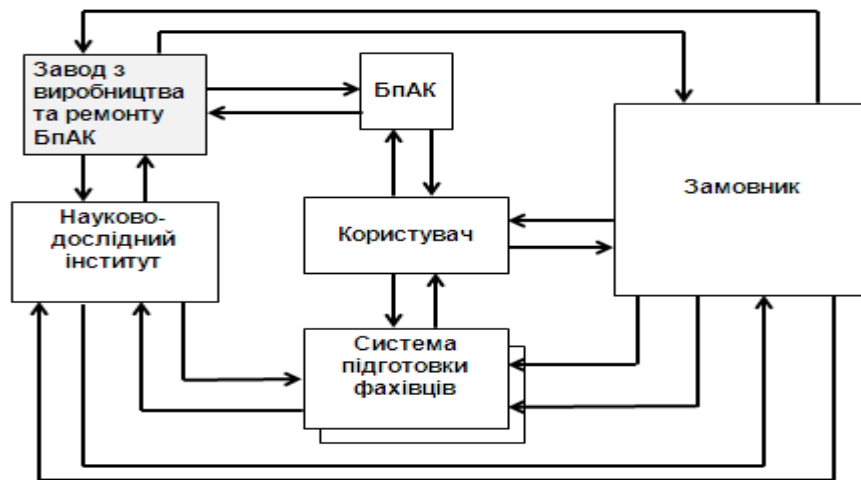 Завод з
виробництва
та ремонту
БпАК
БпАК
Замовник
Науково-
дослідний
інститут
Користувач
Система
підготовки
фахівців